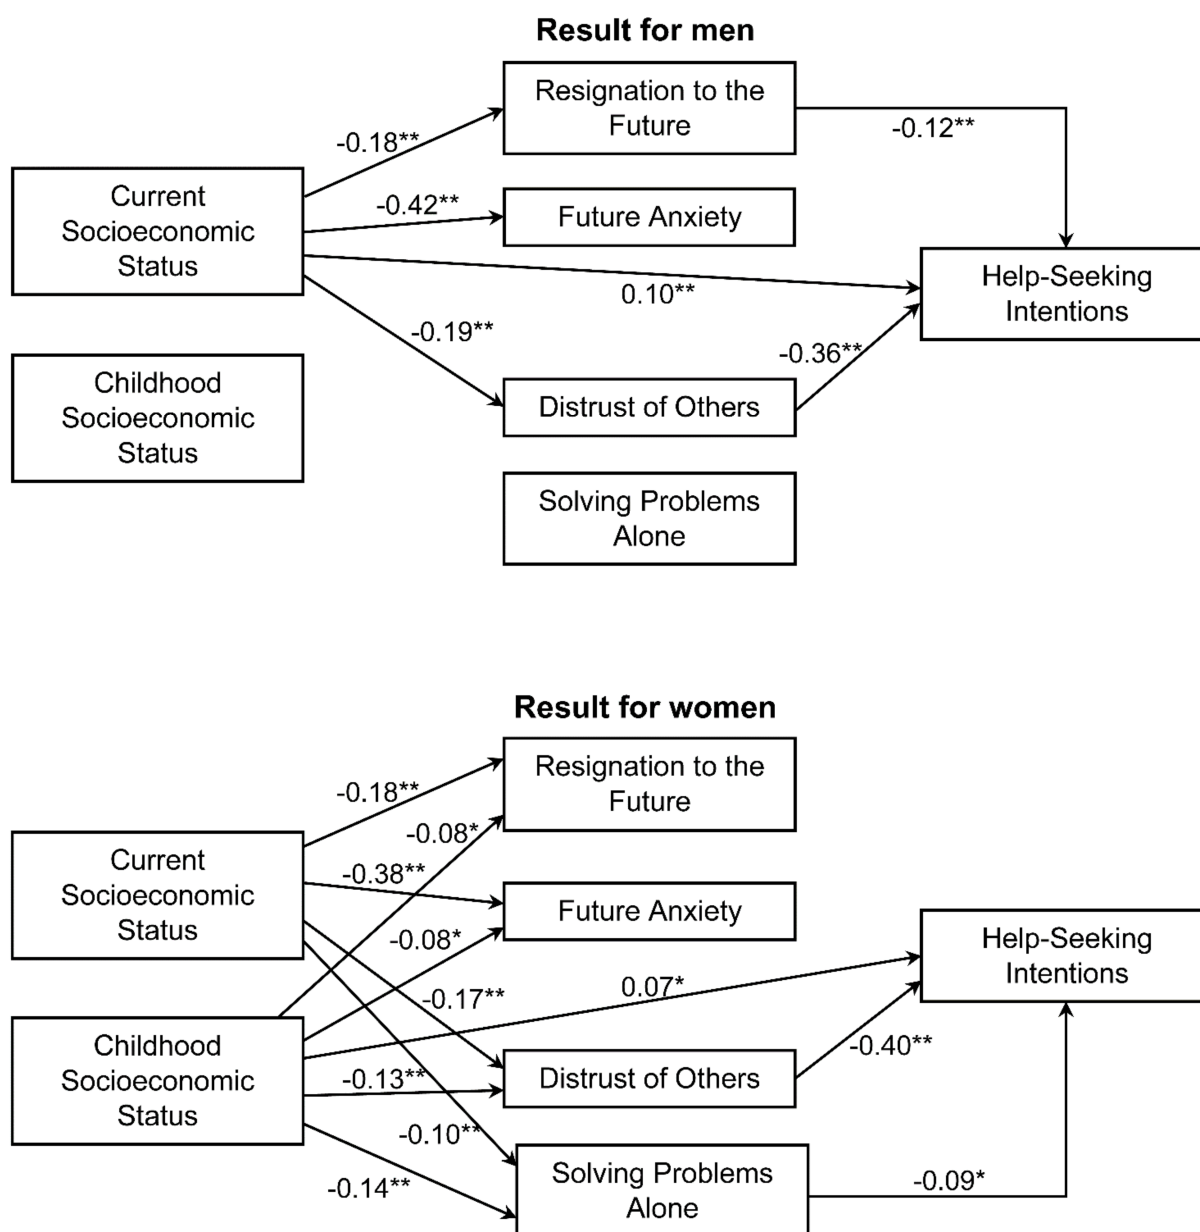 Result for men
Resignation to the
Future
-0.18**
-0.12**
Current
Socioeconomic
Status
-0.42**
Future Anxiety
Help-Seeking
Intentions
0.10**
-0.19**
-0.36**
Childhood
Socioeconomic
Status
Distrust of Others
Solving Problems
Alone
Result for women
Resignation to the
Future
-0.18**
-0.08*
Current
Socioeconomic
Status
-0.38**
Future Anxiety
-0.08*
Help-Seeking
Intentions
-0.17**
0.07*
Childhood
Socioeconomic
Status
-0.13**
Distrust of Others
-0.40**
-0.10**
-0.14**
Solving Problems
Alone
-0.09*